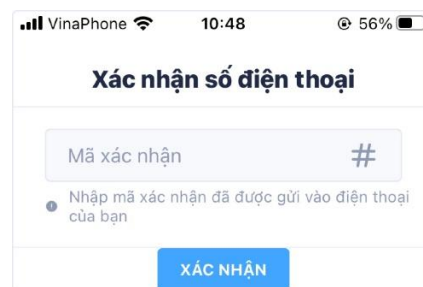 VinaPhone 10:48 56%
Xác nhận số điện thoại
Mã xác nhận #
Nhập mã xác nhận đã được gửi vào điện thoại
của bạn
XÁC NHẬN